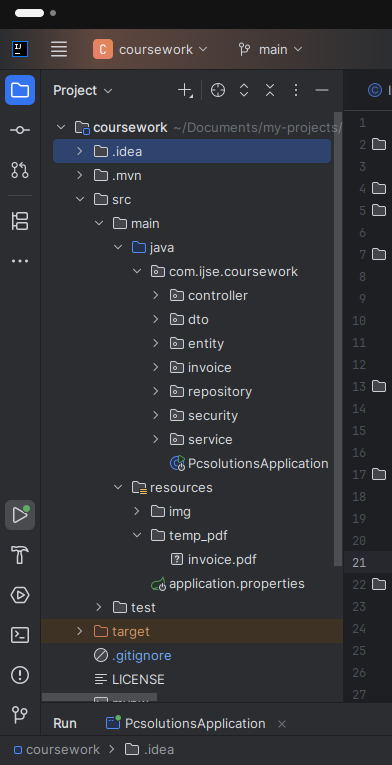 IJ
C coursework main
Project
coursework ~/Documents/my-projects/
1
.idea
2
.mvn
3
src
4
main
5
java
6
com.ijse.coursework
7
controller
8
dto
9
entity
10
invoice
11
repository
12
security
13
service
14
PcsolutionsApplication
15
resources
16
img
17
temp_pdf
18
invoice.pdf
19
application.properties
20
test
21
target
22
.gitignore
23
LICENSE
24
25
26
27
Run PcsolutionsApplication
coursework .idea